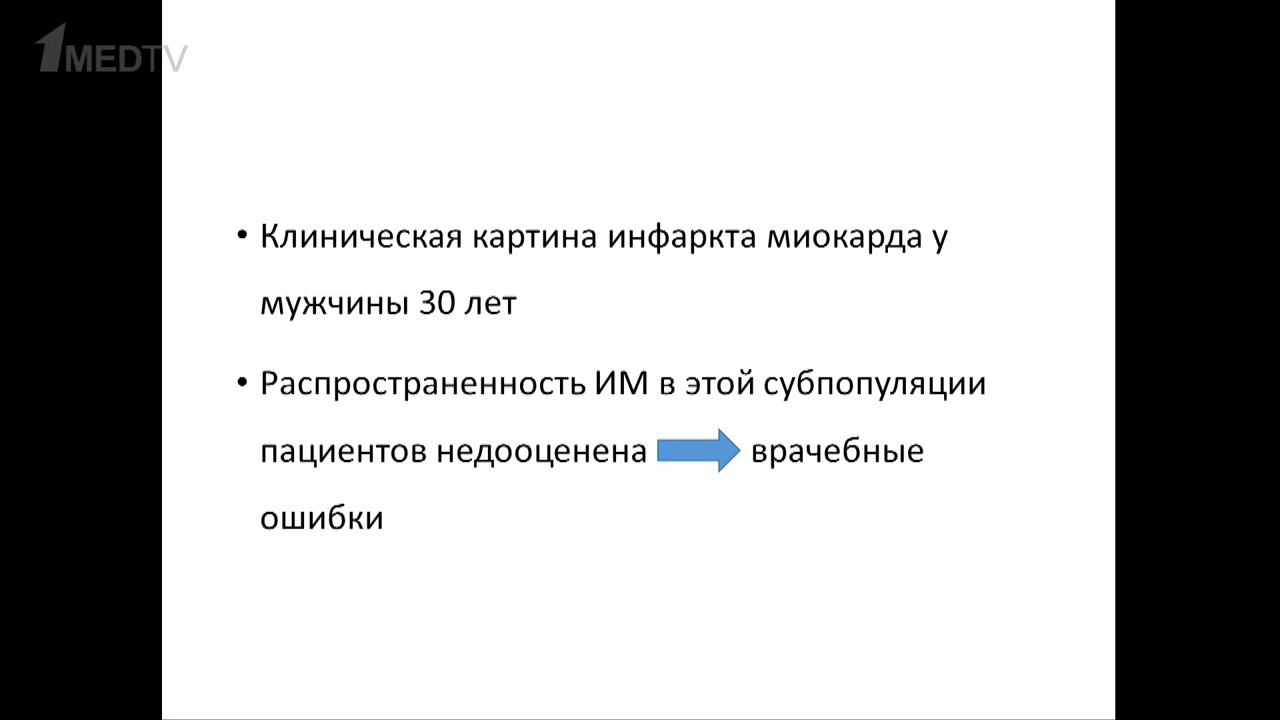 1MEDTV
• Клиническая картина инфаркта миокарда у
мужчины 30 лет
• Распространенность ИМ в этой субпопуляции
пациентов недооценена врачебные
ошибки